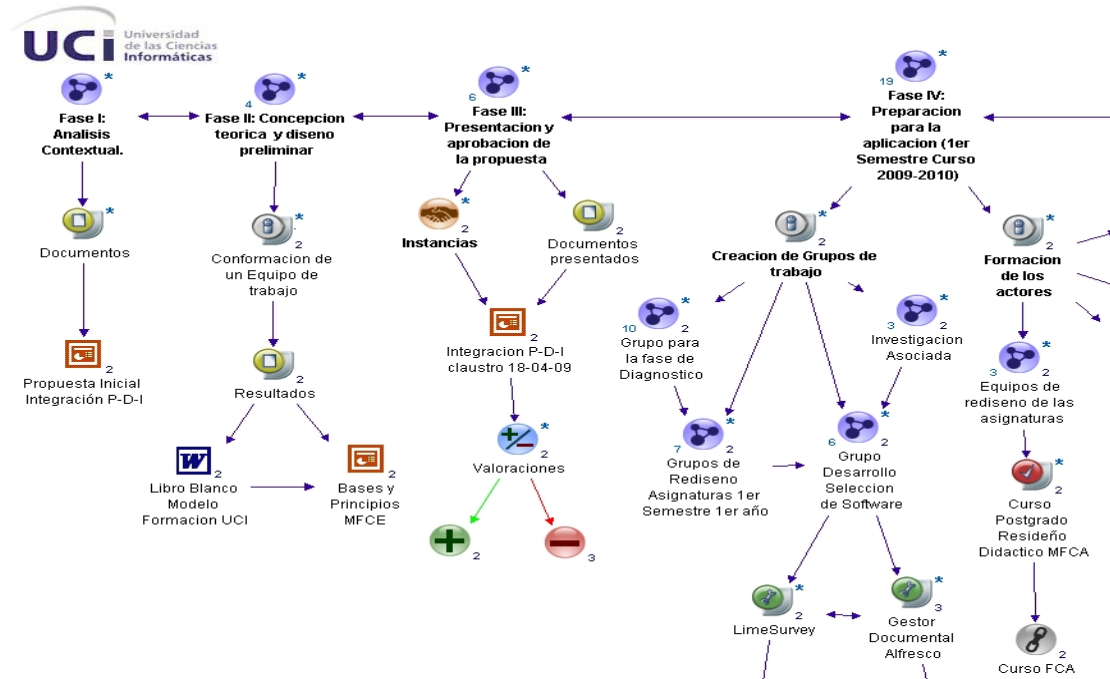 UCi
Universidad
de las Ciencias
Informáticas
*
Fase I:
Analisis
Contextual.
*
Documentos
2
Propuesta Inicial
Integración P-D-I
*
4
Fase II: Concepcion
teorica y diseno
preliminar
*
2
Conformacion de
un Equipo de
trabajo
2
Resultados
W
2
Libro Blanco
Modelo
Formacion UCI
2
Bases y
Principios
MFCE
*
6
Fase III:
Presentacion y
aprobacion de
la propuesta
*
2
Instancias
2
Documentos
presentados
2
Integracion P-D-I
claustro 18-04-09
*
+/-
2
Valoraciones
+
2
-
3
*
19
Fase IV:
Preparacion
para la
aplicacion (1er
Semestre Curso
2009-2010)
*
2
Creacion de Grupos de
trabajo
*
10
2
Grupo para
la fase de
Diagnostico
*
3
2
Investigacion
Asociada
*
7
2
Grupos de
Rediseno
Asignaturas 1er
Semestre 1er año
*
6
2
Grupo
Desarrollo
Seleccion
de Software
*
2
LimeSurvey
*
3
Gestor
Documental
Alfresco
*
2
Formacion
de los
actores
*
3
2
Equipos de
rediseno de las
asignaturas
*
2
Curso
Postgrado
Resideño
Didactico MFCA
2
Curso FCA